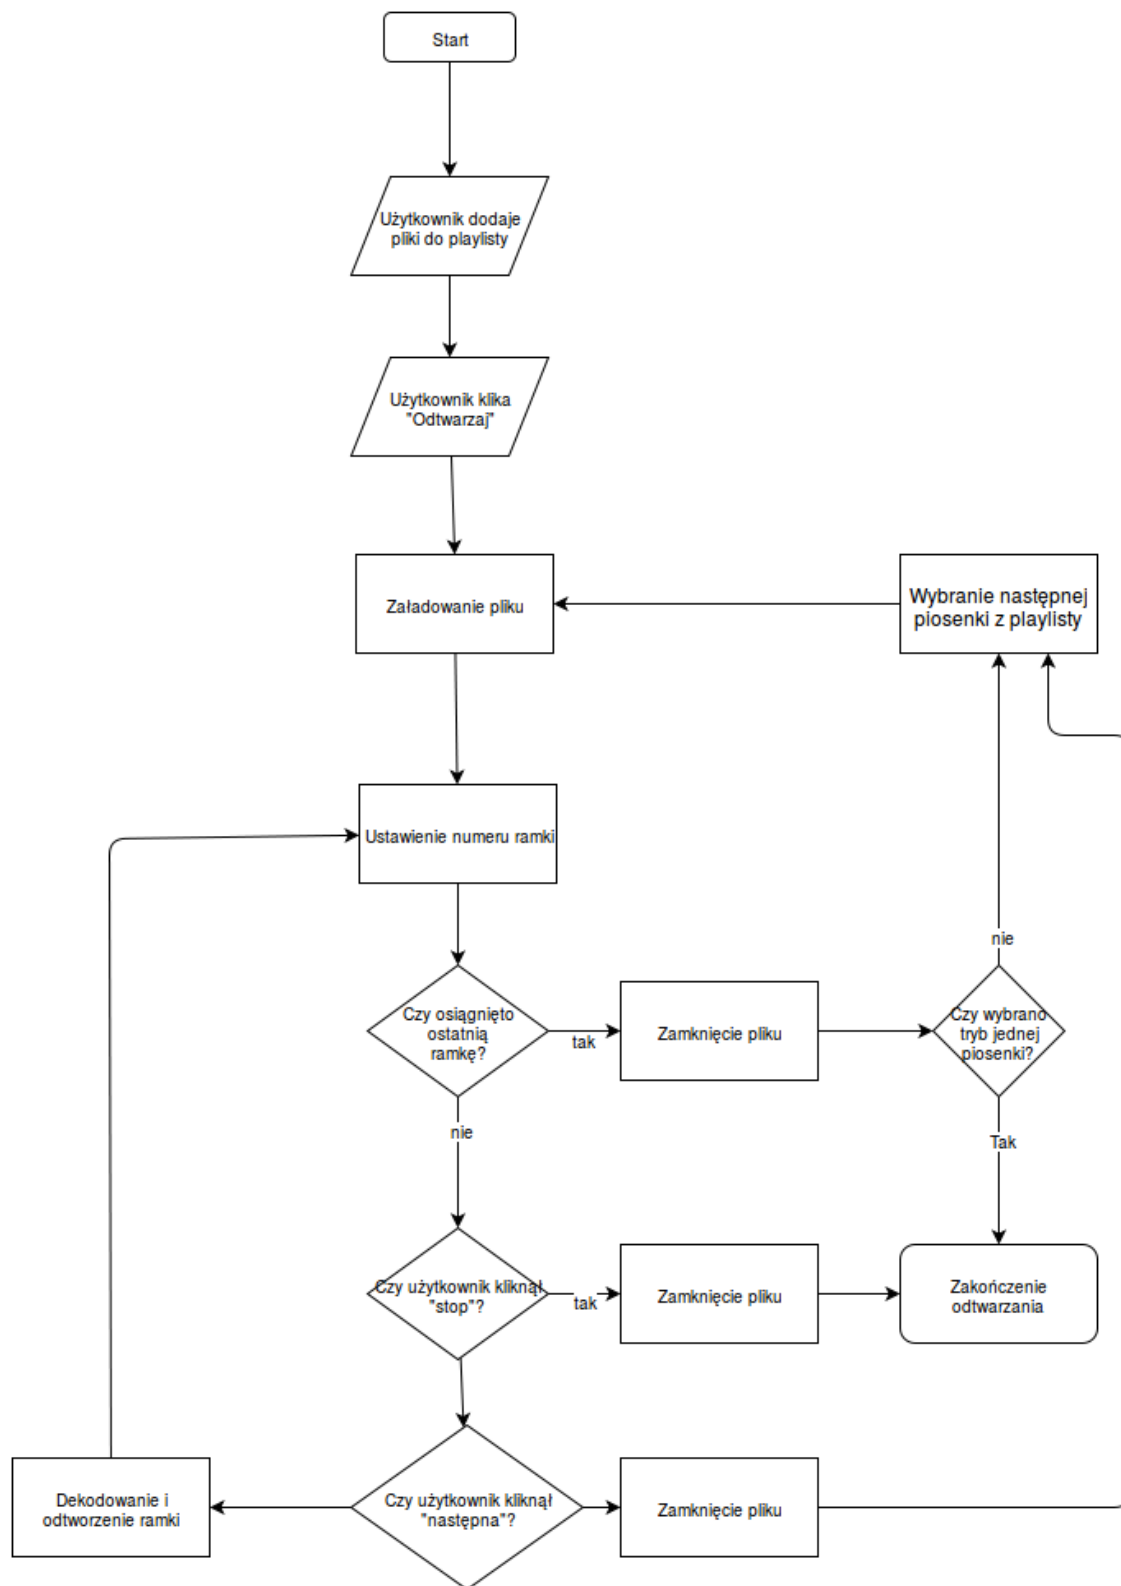 Start
Użytkownik dodaje
pliki do playlisty
Użytkownik klika
"Odtwarzaj"
Załadowanie pliku
Wybranie następnej
piosenki z playlisty
Ustawienie numeru ramki
nie
Czy osiągnięto
ostatnią
ramkę?
tak
Zamknięcie pliku
Czy wybrano
tryb jednej
piosenki?
nie
Tak
Czy użytkownik kliknął
"stop"?
tak
Zamknięcie pliku
Zakończenie
odtwarzania
Dekodowanie i
odtworzenie ramki
Czy użytkownik kliknął
"następna"?
Zamknięcie pliku